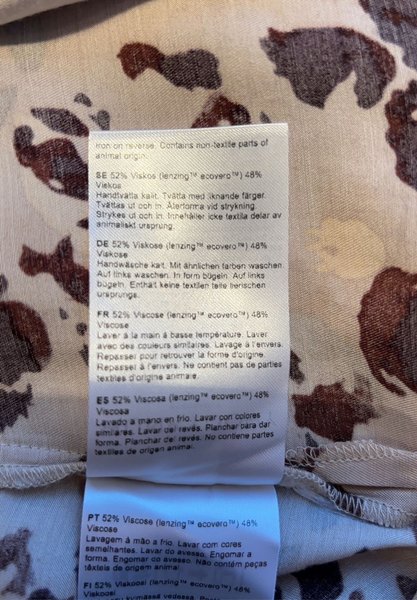 Iron on reverse. Contains non-textile parts of
animal origin.
SE 52% Viskos (lenzing™ ecovero™) 48%
Viskos
Handtvätta kallt. Tvätta med liknande färger.
Tvättas ut och in. Återforma vid strykning.
Strykes ut och in. Innehåller icke textila delar av
animaliskt ursprung.
DE 52% Viskose (lenzing™ ecovero™) 48%
Viskose
Handwäsche kalt. Mit ähnlichen farben waschen.
Auf links waschen. In form bügeln. Auf links
bügeln. Enthält keine textilen teile tierischen
ursprungs.
FR 52% Viscose (lenzing™ ecovero™) 48%
Viscose
Laver à la main à basse température. Laver
avec des couleurs similaires. Lavage à l'envers.
Repasser pour retrouver la forme d'origine.
Repasser à l'envers. Ne contient pas de parties
textiles d'origine animale.
ES 52% Viscosa (lenzing™ ecovero™) 48%
Viscosa
Lavado a mano en frio. Lavar con colores
similares. Lavar del revés. Planchar para dar
forma. Planchar del revés. No contiene partes
textiles de origen animal.
PT 52% Viscose (lenzing™ ecovero™) 48%
Viscose
Lavagem à mão a frio. Lavar com cores
semelhantes. Lavar do avesso. Engomar a
forma. Engomar do avesso. Não contém peças
têxteis de origem animal.
FI 52% Viskoosi (lenzing™ ecovero™) 48%
Viskoosi